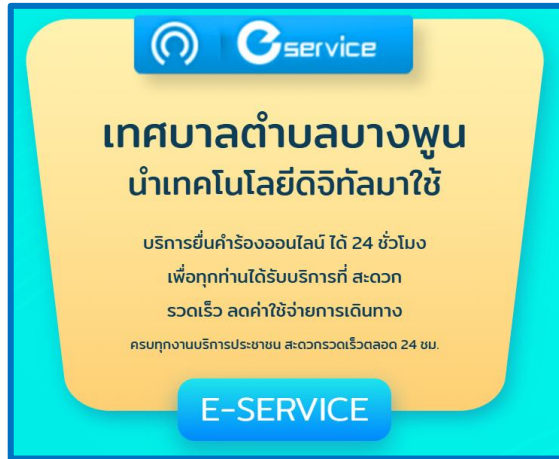 e service
เทศบาลตำบลบางพูน
นำเทคโนโลยีดิจิทัลมาใช้
บริการยื่นคำร้องออนไลน์ ได้ 24 ชั่วโมง
เพื่อทุกท่านได้รับบริการที่ สะดวก
รวดเร็ว ลดค่าใช้จ่ายการเดินทาง
ครบทุกงานบริการประชาชน สะดวกรวดเร็วตลอด 24 ชม.
E-SERVICE